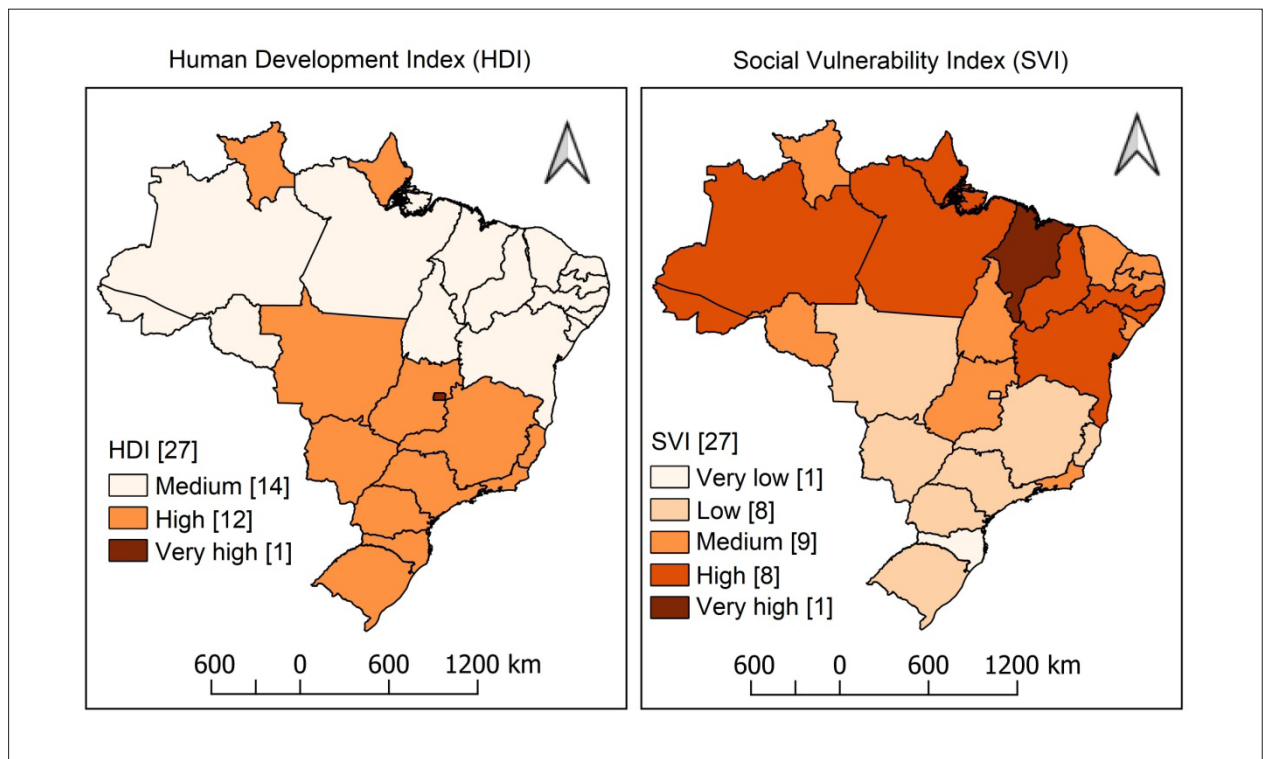 Human Development Index (HDI)
HDI [27]
Medium [14]
High [12]
Very high [1]
600 0 600 1200 km
Social Vulnerability Index (SVI)
SVI [27]
Very low [1]
Low [8]
Medium [9]
High [8]
Very high [1]
600 0 600 1200 km